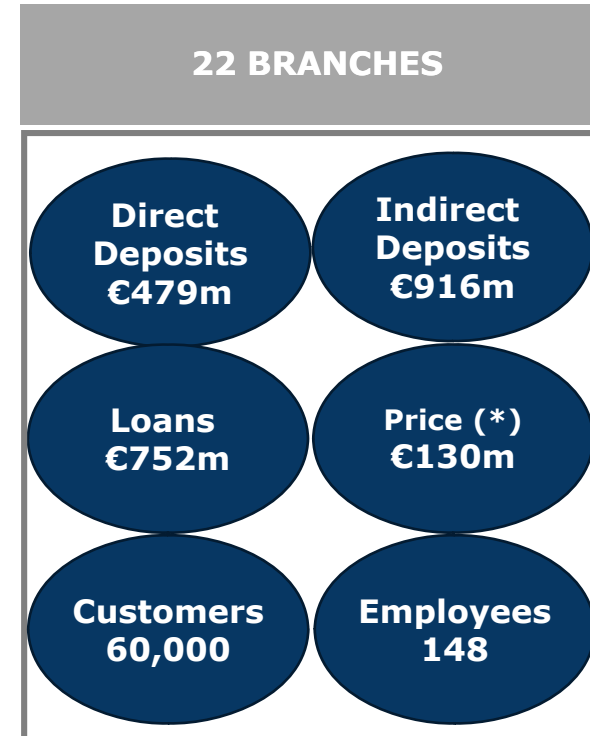 22 BRANCHES
Direct
Deposits
€479m
Indirect
Deposits
€916m
Loans
€752m
Price (*)
€130m
Customers
60,000
Employees
148